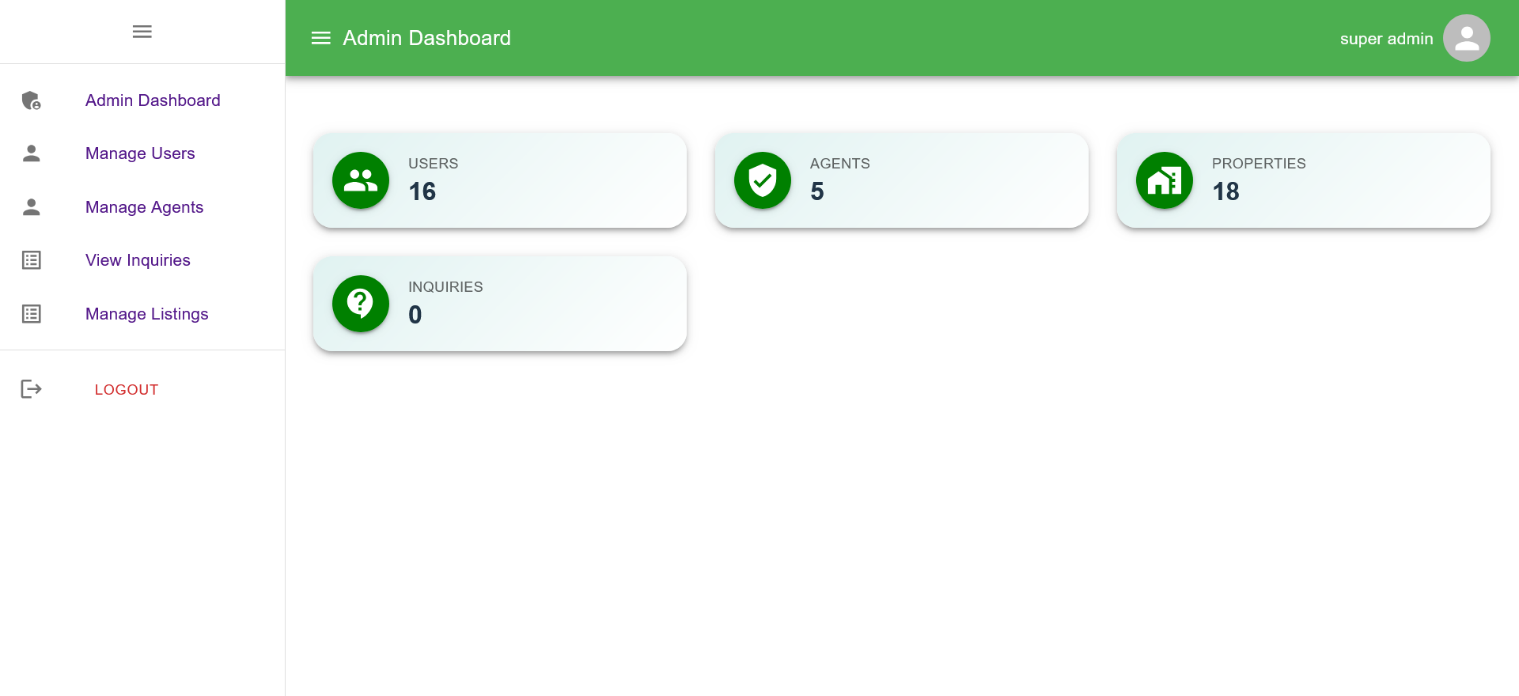 Admin Dashboard
super admin
Admin Dashboard
Manage Users
Manage Agents
View Inquiries
Manage Listings
LOGOUT
USERS
16
AGENTS
5
PROPERTIES
18
INQUIRIES
0